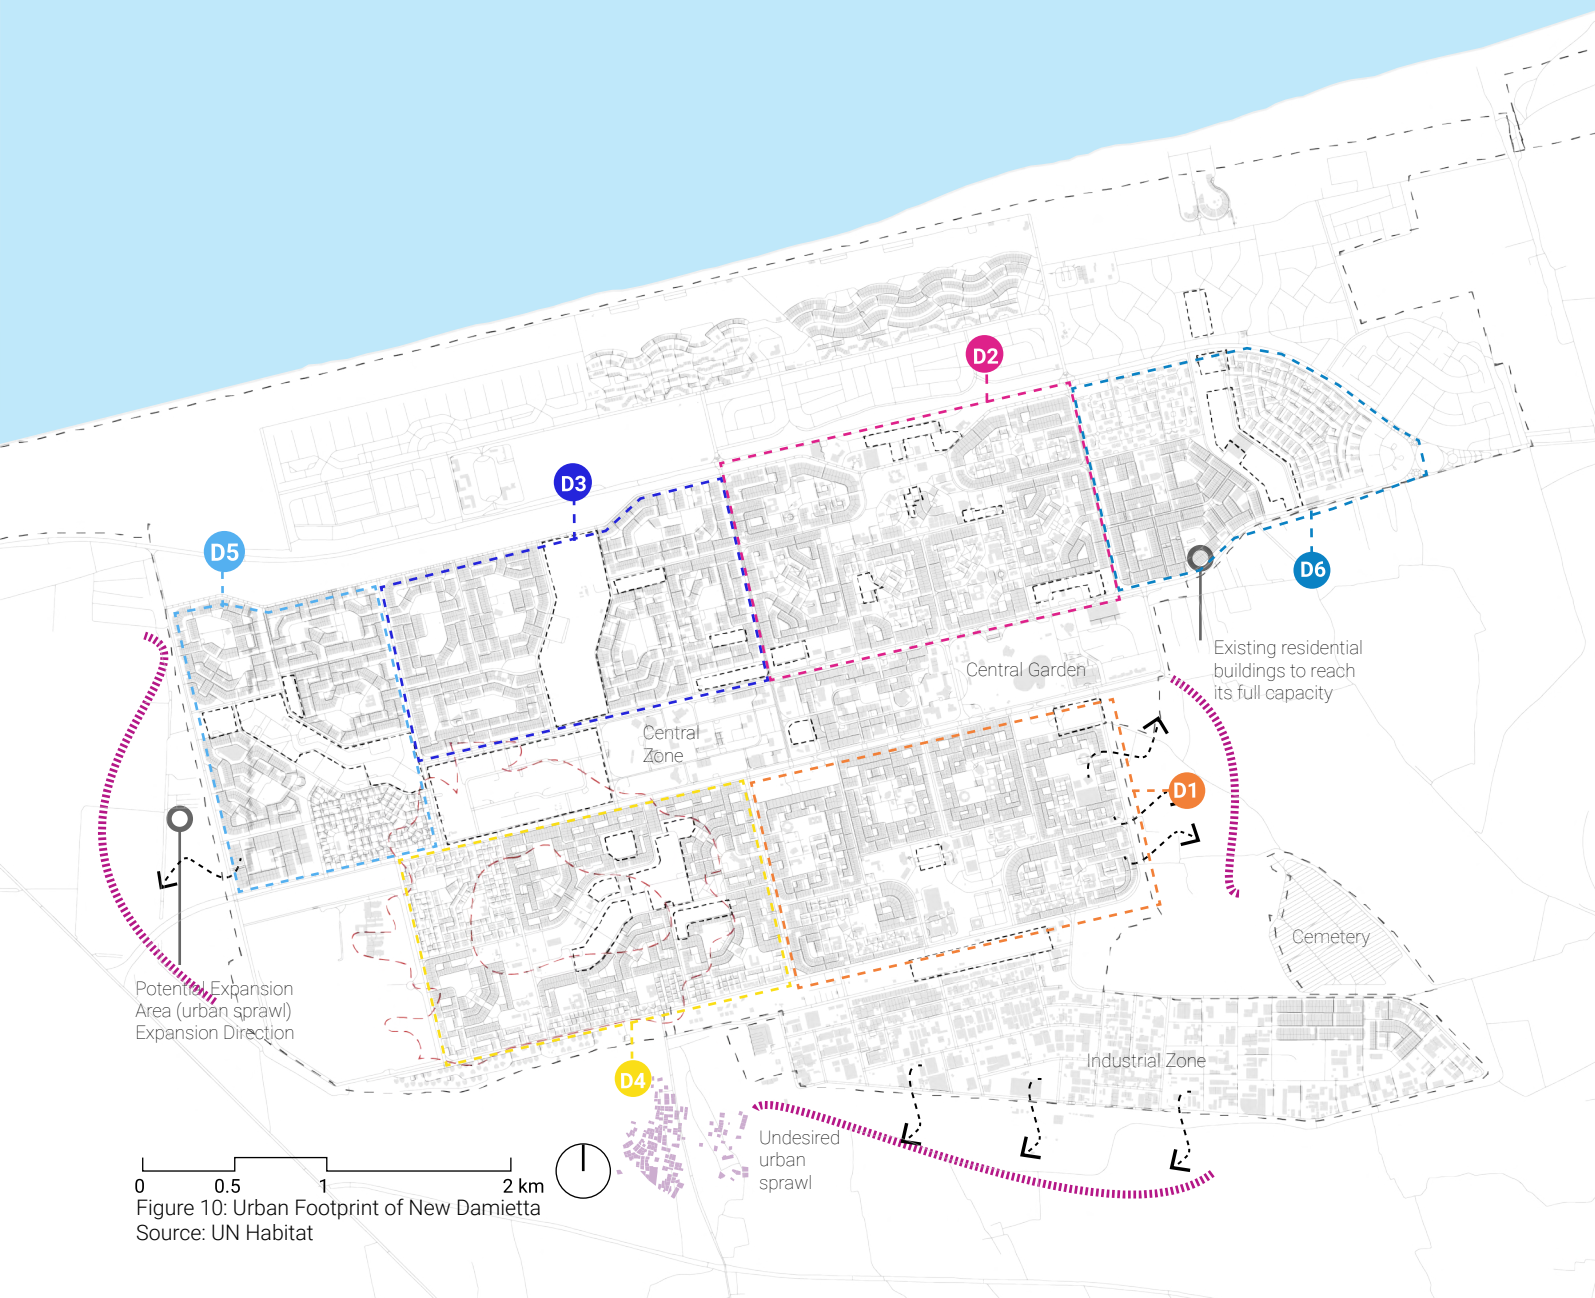 D2
D3
D5
D6
Existing residential
buildings to reach
its full capacity
Central Garden
Central
Zone
D1
Cemetery
Potential Expansion
Area (urban sprawl)
Expansion Direction
Industrial Zone
D4
Undesired
urban
sprawl
0 0.5 1 2 km
Figure 10: Urban Footprint of New Damietta
Source: UN Habitat